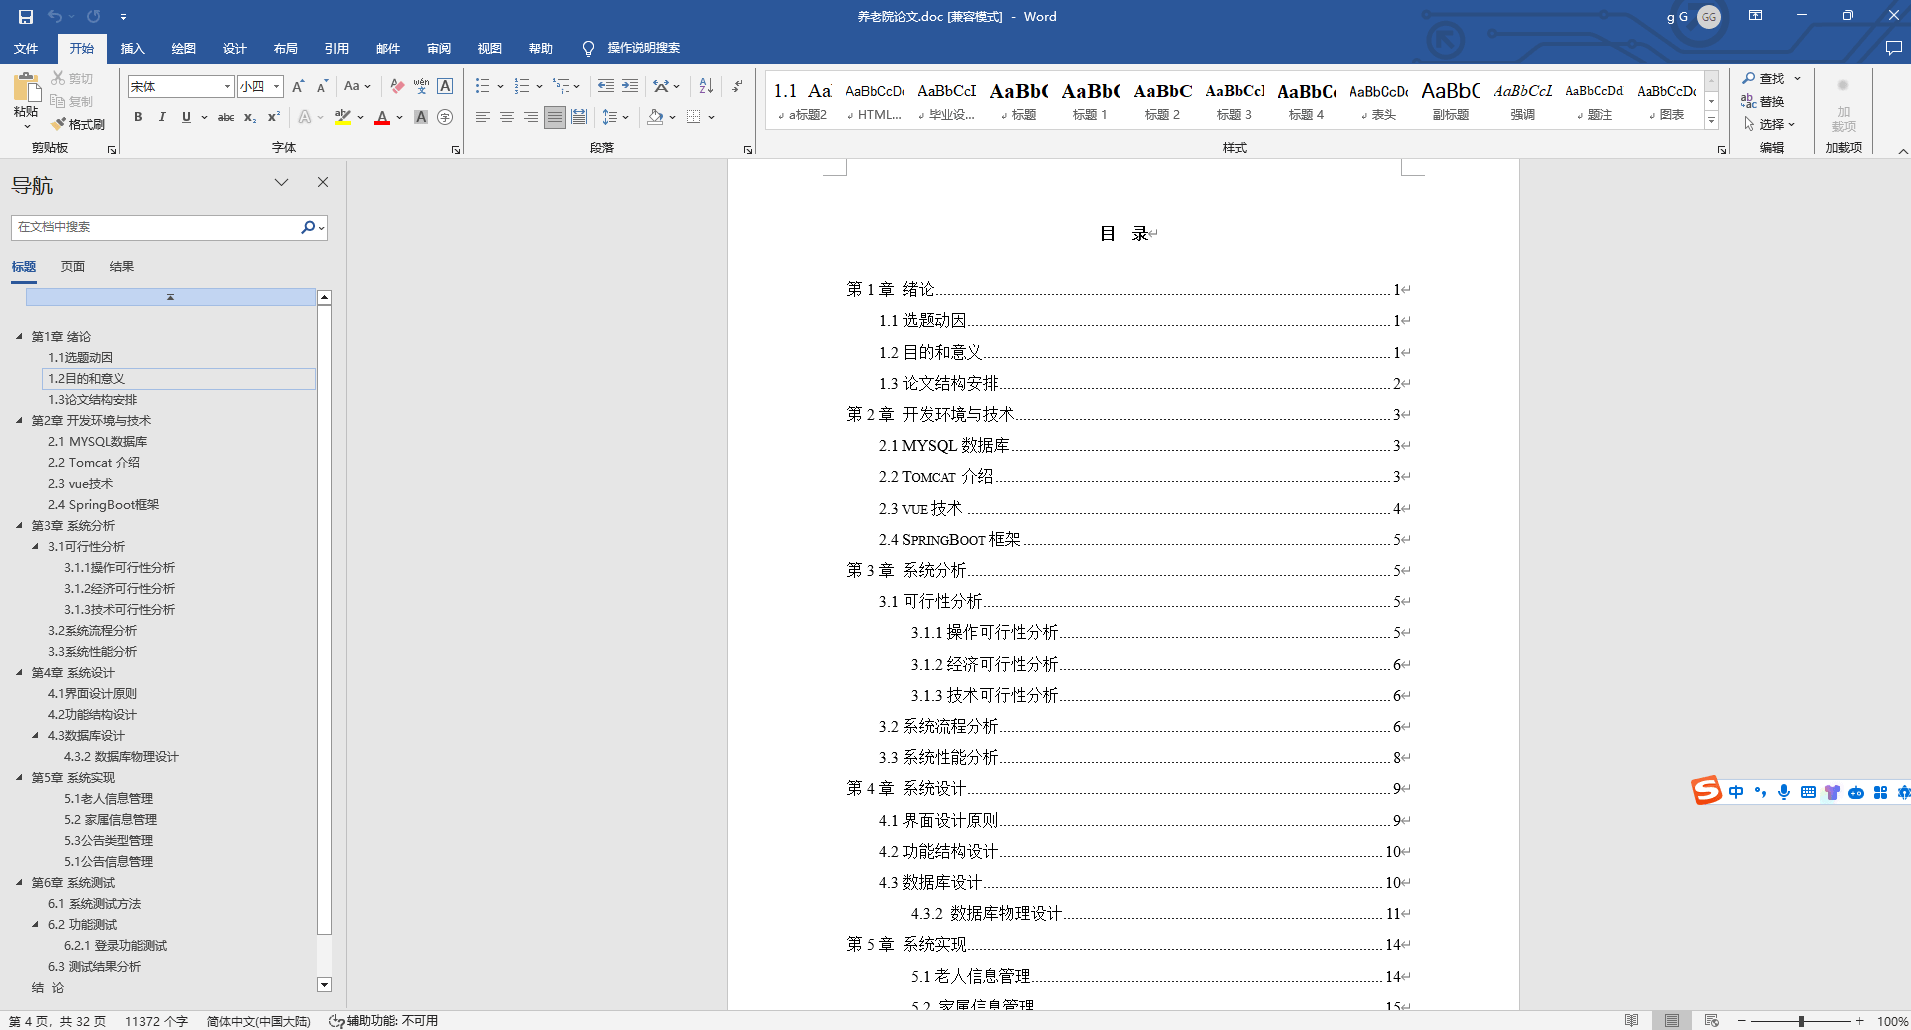 养老院论文.doc [兼容模式] - Word
g G
GG
文件
开始
插入
绘图
设计
布局
引用
邮件
审阅
视图
帮助
操作说明搜索
粘贴
剪切
复制
格式刷
剪贴板
宋体
小四
字体
段落
1.1 Aa
a标题2
AaBbCcDc
HTML...
AaBbCcI
毕业设...
AaBb(
标题
AaBb(
标题 1
AaBbC
标题 2
AaBbCcI
标题 3
AaBbC
标题 4
AaBbCcDc
表头
AaBbC
副标题
AaBbCcL
强调
AaBbCcDd
题注
AaBbCcDc
图表
样式
查找
替换
选择
编辑
加
载项
加载项
导航
在文档中搜索
标题
页面
结果
第1章 绪论
1.1选题动因
1.2目的和意义
1.3论文结构安排
第2章 开发环境与技术
2.1 MYSQL数据库
2.2 Tomcat 介绍
2.3 vue技术
2.4 SpringBoot框架
第3章 系统分析
3.1可行性分析
3.1.1操作可行性分析
3.1.2经济可行性分析
3.1.3技术可行性分析
3.2系统流程分析
3.3系统性能分析
第4章 系统设计
4.1界面设计原则
4.2功能结构设计
4.3数据库设计
4.3.2 数据库物理设计
第5章 系统实现
5.1老人信息管理
5.2 家属信息管理
5.3公告类型管理
5.1公告信息管理
第6章 系统测试
6.1 系统测试方法
6.2 功能测试
6.2.1 登录功能测试
6.3 测试结果分析
结 论
目 录
第 1 章 绪论 1
1.1 选题动因 1
1.2 目的和意义 1
1.3 论文结构安排 2
第 2 章 开发环境与技术 3
2.1 MYSQL 数据库 3
2.2 TOMCAT 介绍 3
2.3 VUE 技术 4
2.4 SPRINGBOOT 框架 5
第 3 章 系统分析 5
3.1 可行性分析 5
3.1.1 操作可行性分析 5
3.1.2 经济可行性分析 6
3.1.3 技术可行性分析 6
3.2 系统流程分析 6
3.3 系统性能分析 8
第 4 章 系统设计 9
4.1 界面设计原则 9
4.2 功能结构设计 10
4.3 数据库设计 10
4.3.2 数据库物理设计 11
第 5 章 系统实现 14
5.1 老人信息管理 14
5.2 家属信息管理 15
中
第 4 页，共 32 页
11372 个字
简体中文(中国大陆)
辅助功能: 不可用
100%